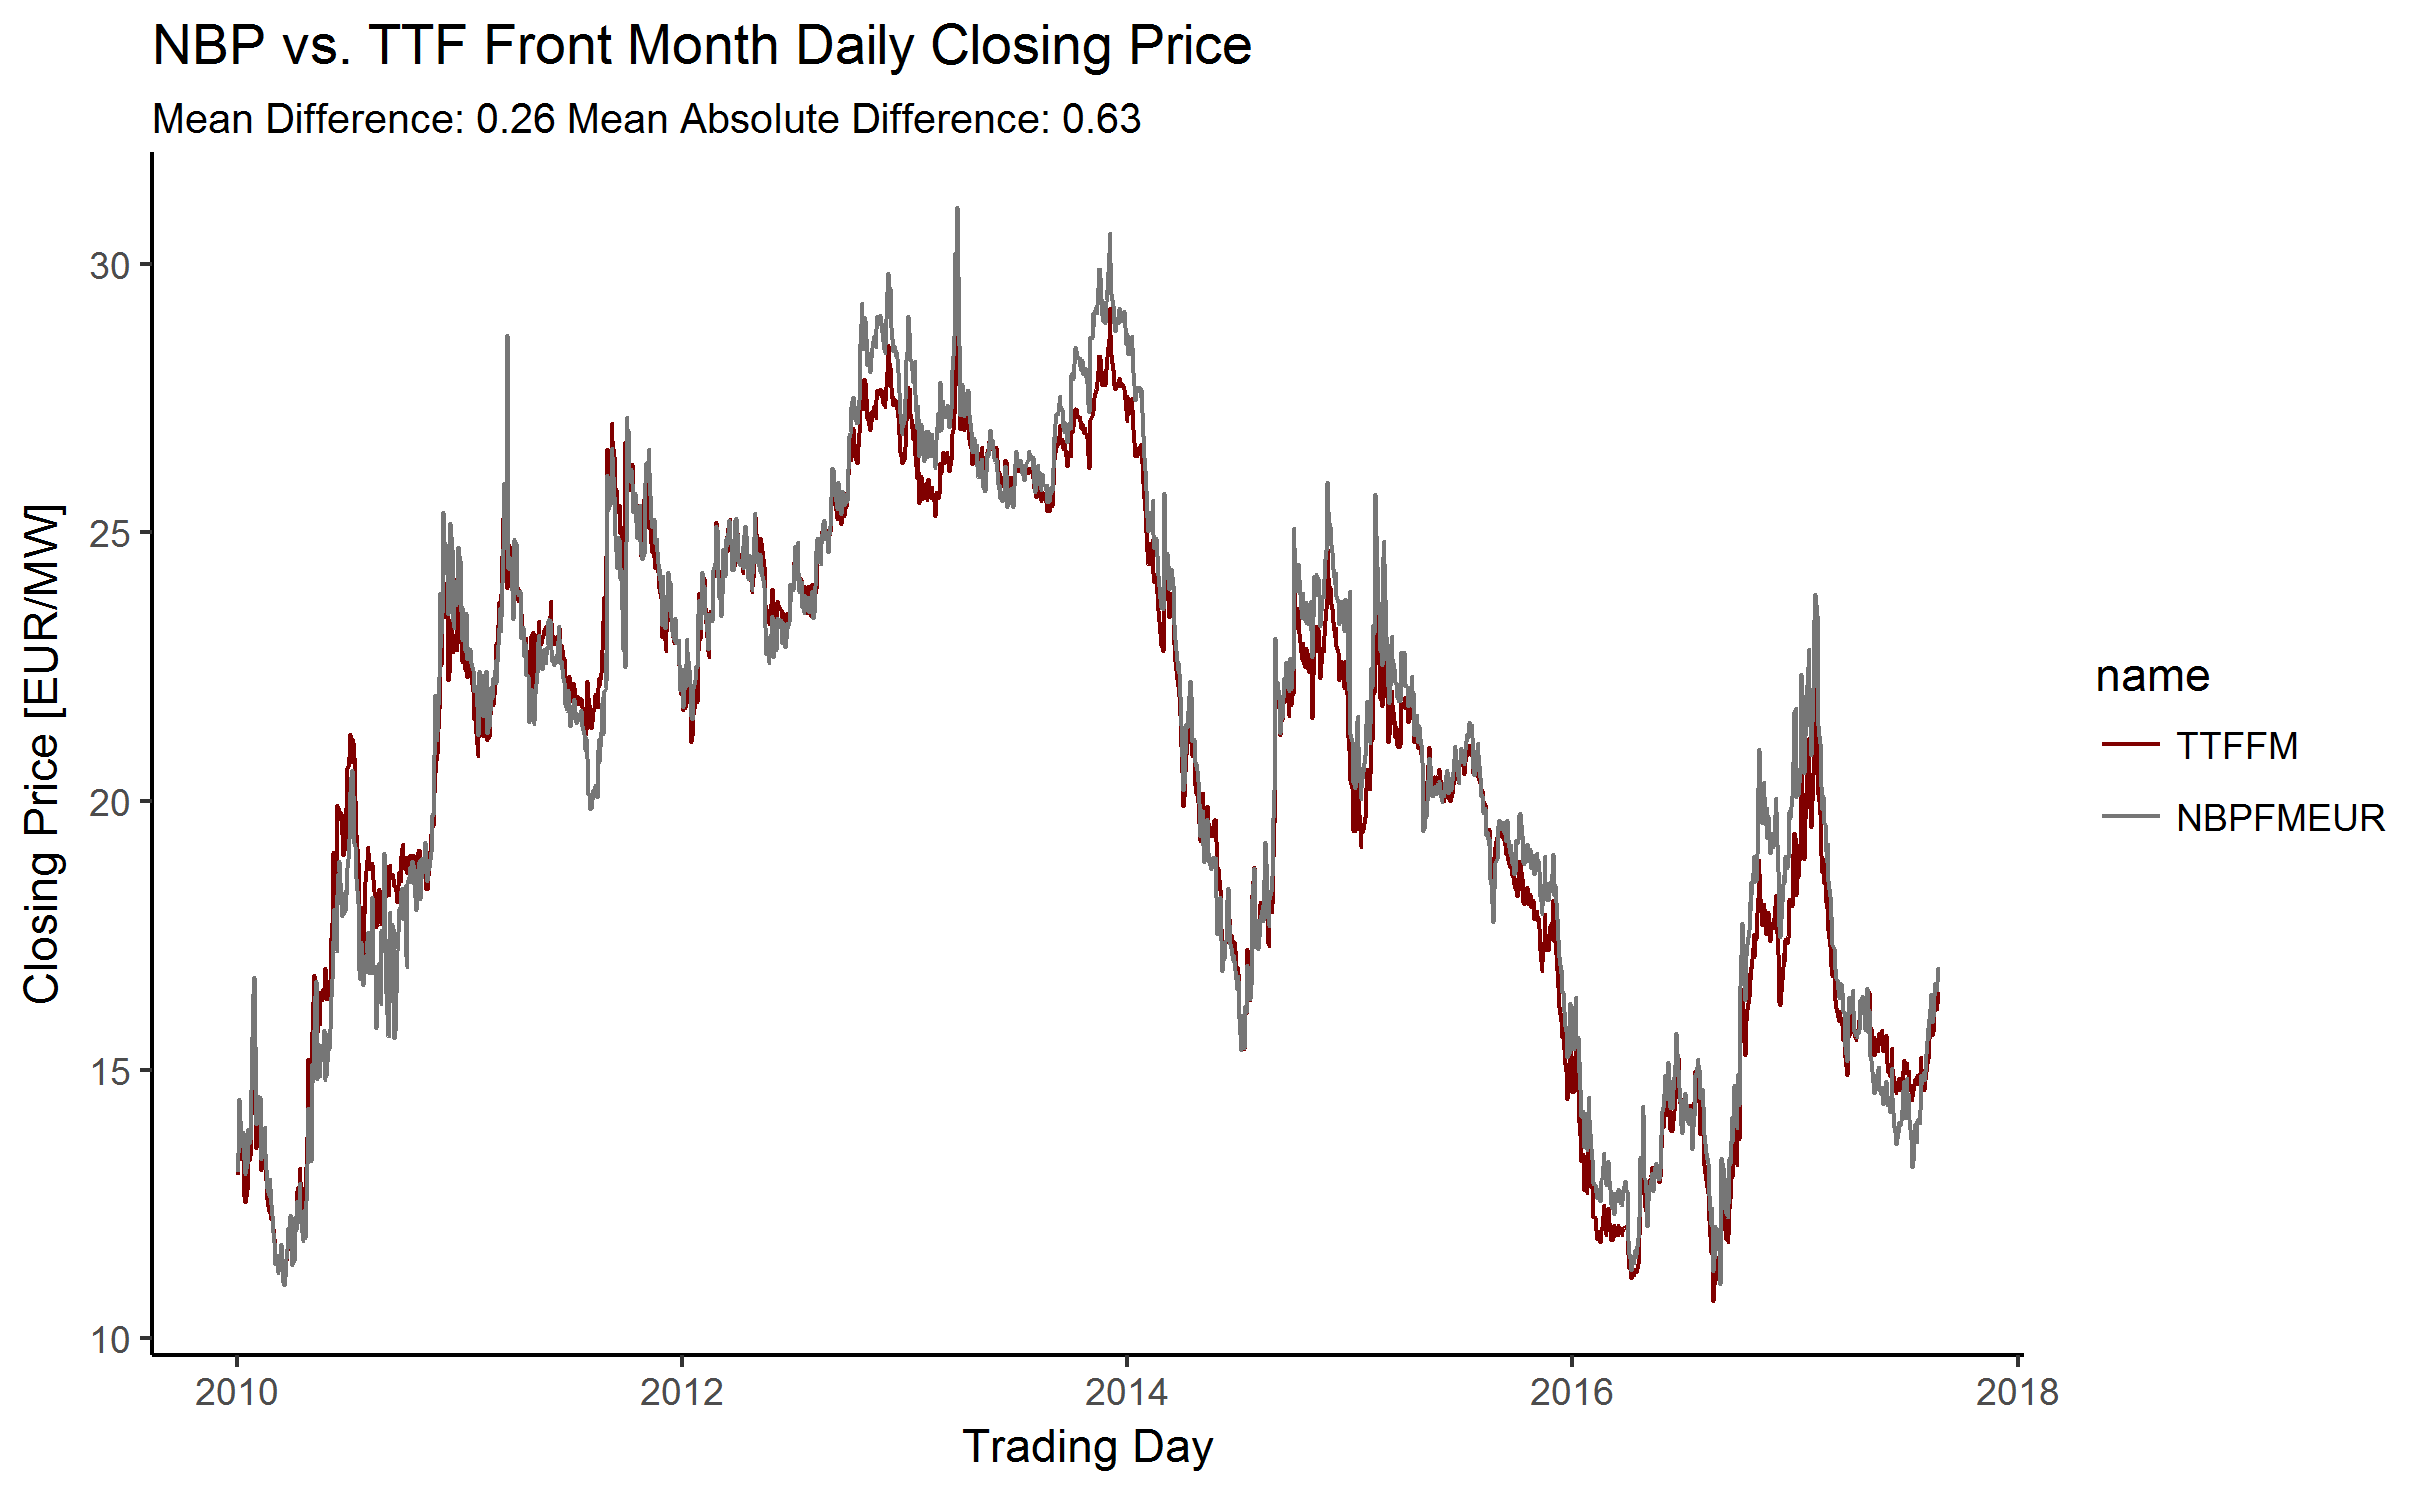 NBP vs. TTF Front Month Daily Closing Price
Mean Difference: 0.26 Mean Absolute Difference: 0.63
Closing Price [EUR/MW]
30
25
20
15
10
2010
2012
2014
2016
2018
Trading Day
name
TTFFM
NBPFMEUR